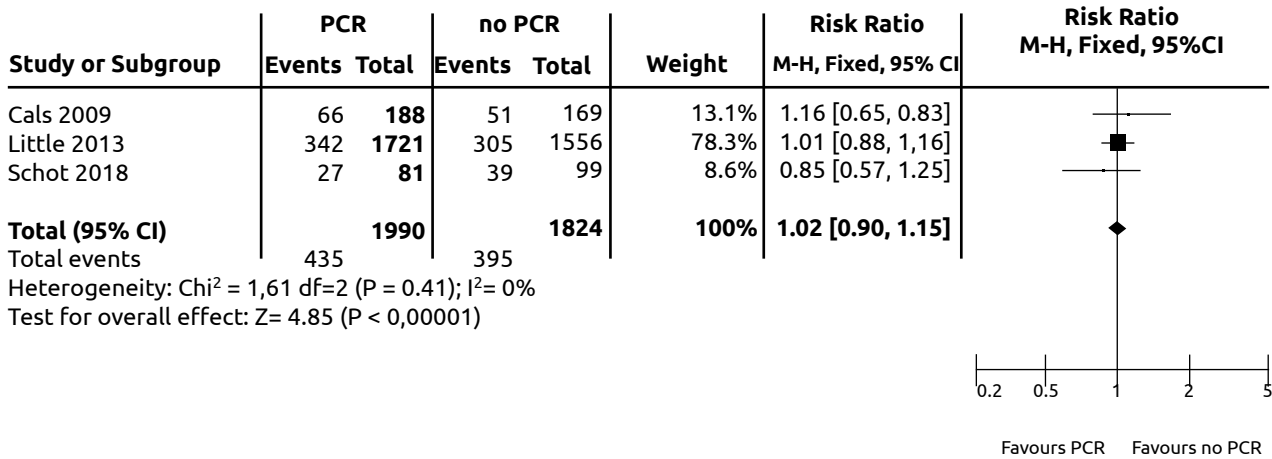 PCR no PCR Risk Ratio Risk Ratio
Study or Subgroup Events Total Events Total Weight M-H, Fixed, 95% CI M-H, Fixed, 95%CI
Cals 2009 66 188 51 169 13.1% 1.16 [0.65, 0.83]
Little 2013 342 1721 305 1556 78.3% 1.01 [0.88, 1,16]
Schot 2018 27 81 39 99 8.6% 0.85 [0.57, 1.25]
Total (95% CI) 1990 1824 100% 1.02 [0.90, 1.15]
Total events 435 395
Heterogeneity: Chi² = 1,61 df=2 (P = 0.41); I²= 0%
Test for overall effect: Z= 4.85 (P < 0,00001)
0.2 0.5 1 2 5
Favours PCR Favours no PCR